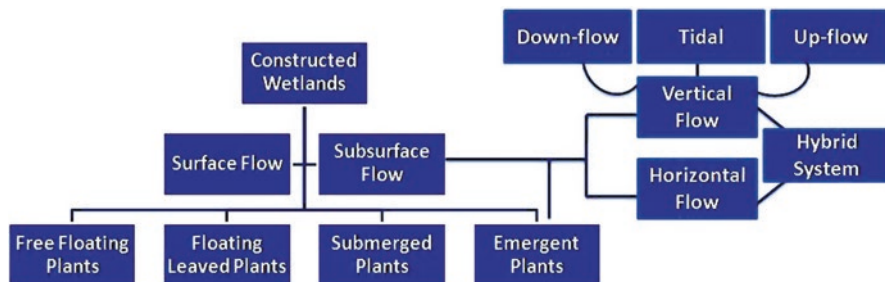 Down-flow
Tidal
Up-flow
Constructed
Wetlands
Vertical
Flow
Surface Flow
Subsurface
Flow
Hybrid
System
Horizontal
Flow
Free Floating
Plants
Floating
Leaved Plants
Submerged
Plants
Emergent
Plants